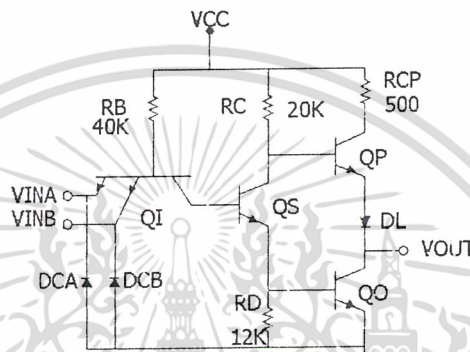 VCC
RCP
500
RB
40K
RC
20K
QP
VINA
VINB
QI
QS
DL
VOUT
DCA
DCB
QO
RD
12K